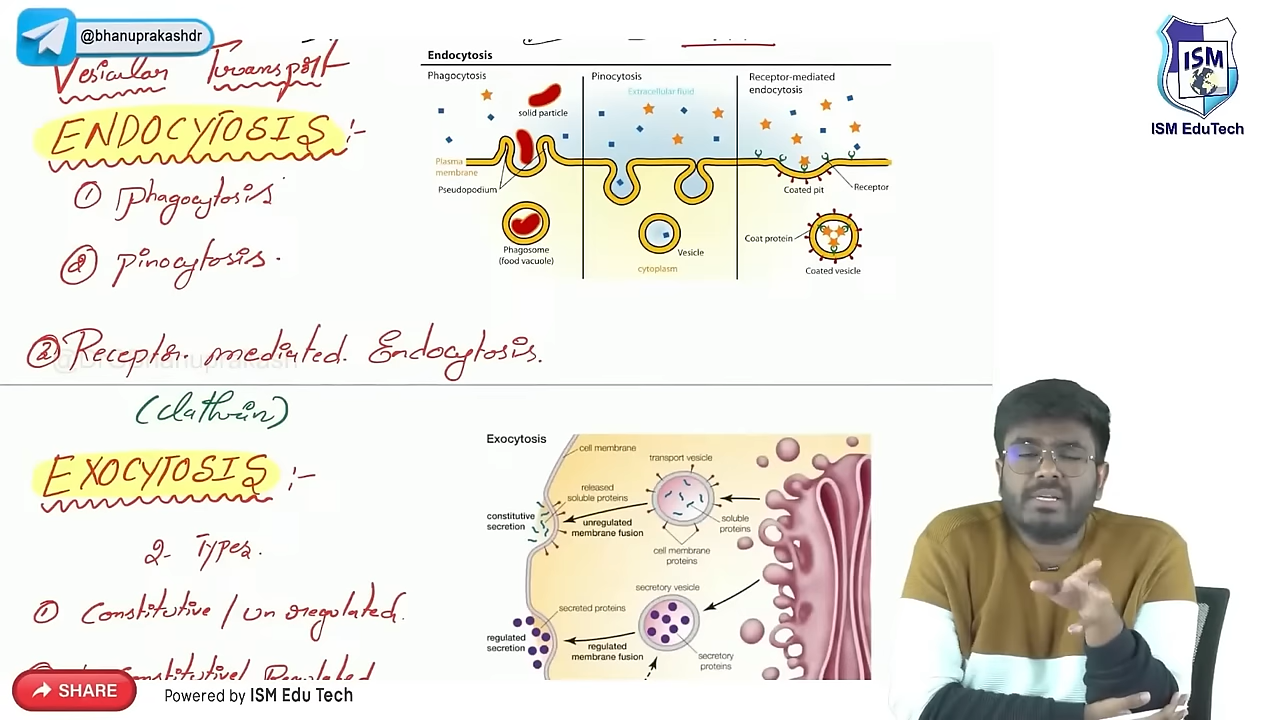 @bhanuprakashdr
Vesicular Transport
ENDOCYTOSIS :-
① Phagocytosis
② Pinocytosis.
③ Receptor mediated Endocytosis.
(Clathrin)
EXOCYTOSIS :-
2- Types.
① Constitutive / un regulated.
Regulated
SHARE
Powered by ISM Edu Tech
Endocytosis
Phagocytosis
solid particle
Plasma
membrane
Pseudopodium
Phagosome
(food vacuole)
Pinocytosis
Extracellular fluid
Vesicle
cytoplasm
Receptor-mediated
endocytosis
Coated pit
Receptor
Coat protein
Coated vesicle
Exocytosis
cell membrane
transport vesicle
released
soluble proteins
constitutive
secretion
unregulated
membrane fusion
soluble
proteins
cell membrane
proteins
secretory vesicle
secreted proteins
regulated
secretion
regulated
membrane fusion
secretory
proteins
ISM
ISM EduTech